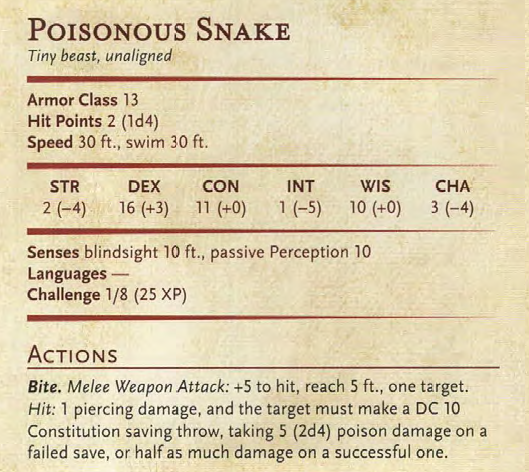 Poisonous Snake
Tiny beast, unaligned
Armor Class 13
Hit Points 2 (1d4)
Speed 30 ft., swim 30 ft.
STR DEX CON INT WIS CHA
2 (–4) 16 (+3) 11 (+0) 1 (–5) 10 (+0) 3 (–4)
Senses blindsight 10 ft., passive Perception 10
Languages —
Challenge 1/8 (25 XP)
Actions
Bite. Melee Weapon Attack: +5 to hit, reach 5 ft., one target.
Hit: 1 piercing damage, and the target must make a DC 10
Constitution saving throw, taking 5 (2d4) poison damage on a
failed save, or half as much damage on a successful one.